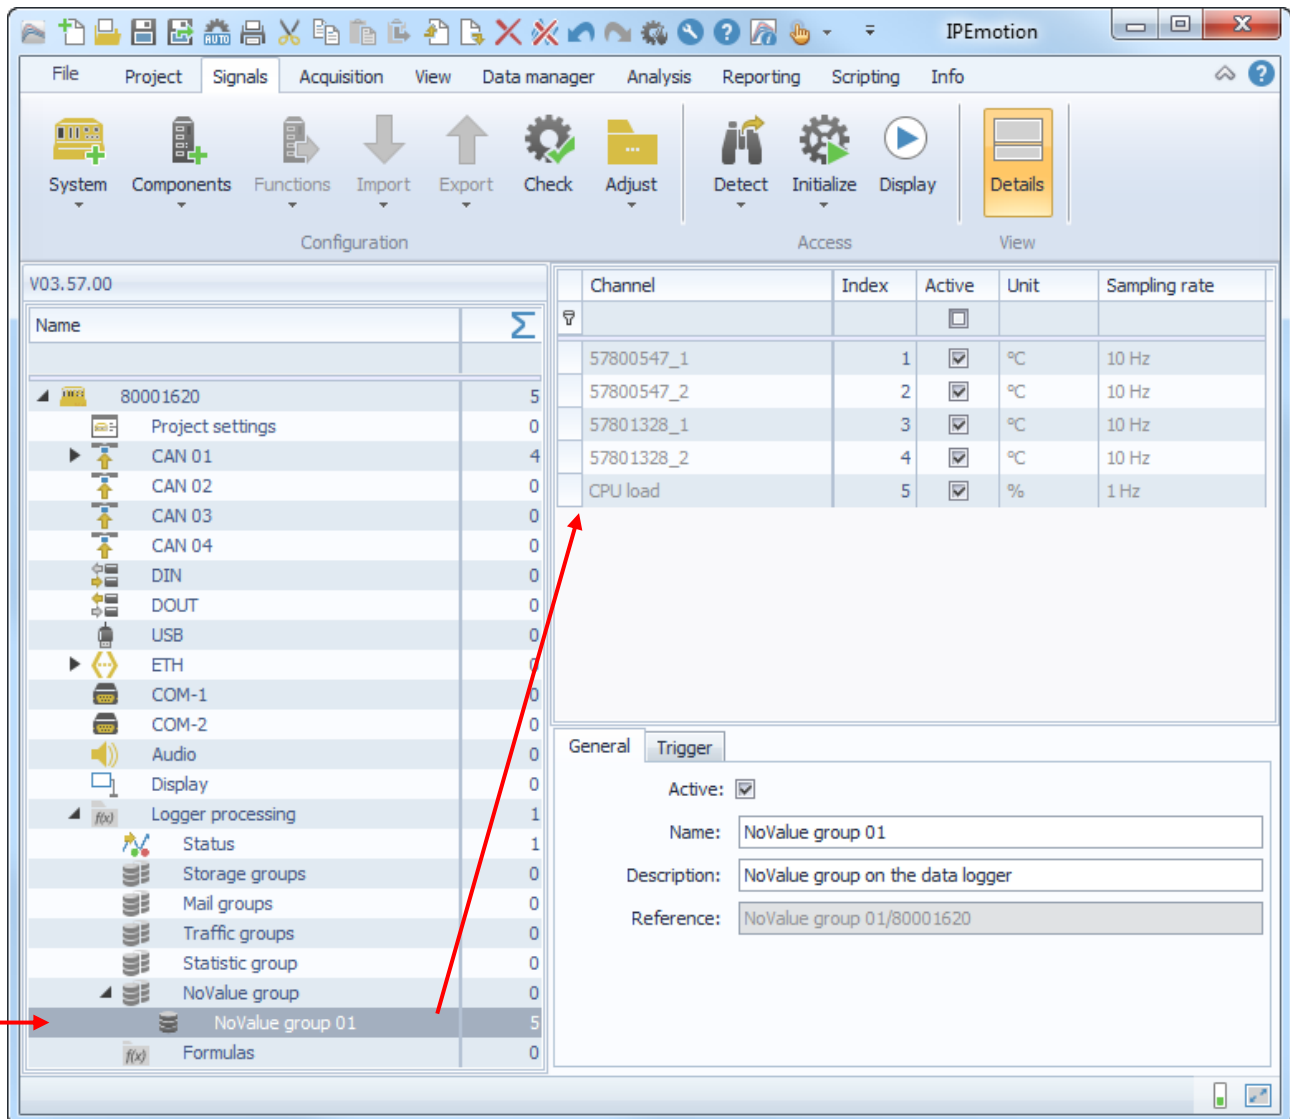 AUTO
IPEmotion
File Project Signals Acquisition View Data manager Analysis Reporting Scripting Info
System Components Functions Import Export Check Adjust Detect Initialize Display Details
Configuration Access View
V03.57.00
Name Σ
80001620 5
Project settings 0
CAN 01 4
CAN 02 0
CAN 03 0
CAN 04 0
DIN 0
DOUT 0
USB 0
ETH 0
COM-1 0
COM-2 0
Audio 0
Display 0
f(x) Logger processing 1
Status 1
Storage groups 0
Mail groups 0
Traffic groups 0
Statistic group 0
NoValue group 0
NoValue group 01 5
f(x) Formulas 0
Channel Index Active Unit Sampling rate
57800547_1 1 °C 10 Hz
57800547_2 2 °C 10 Hz
57801328_1 3 °C 10 Hz
57801328_2 4 °C 10 Hz
CPU load 5 % 1 Hz
General Trigger
Active:
Name: NoValue group 01
Description: NoValue group on the data logger
Reference: NoValue group 01/80001620